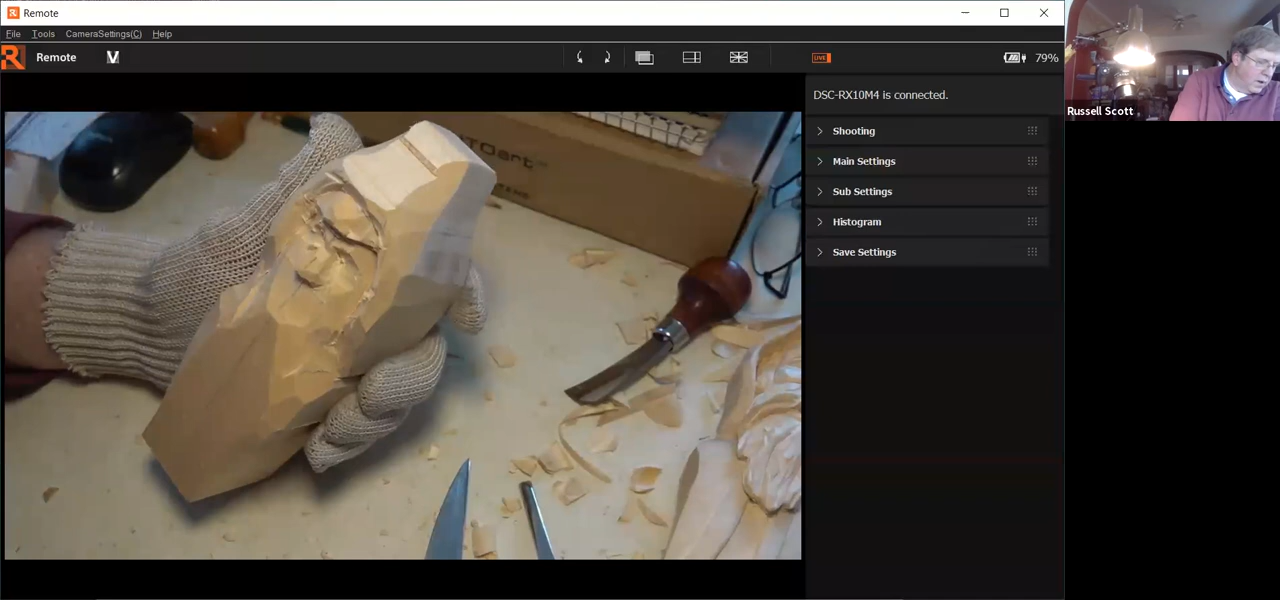 Remote
File Tools CameraSettings(C) Help
Remote
LIVE
79%
DSC-RX10M4 is connected.
Shooting
Main Settings
Sub Settings
Histogram
Save Settings
Russell Scott